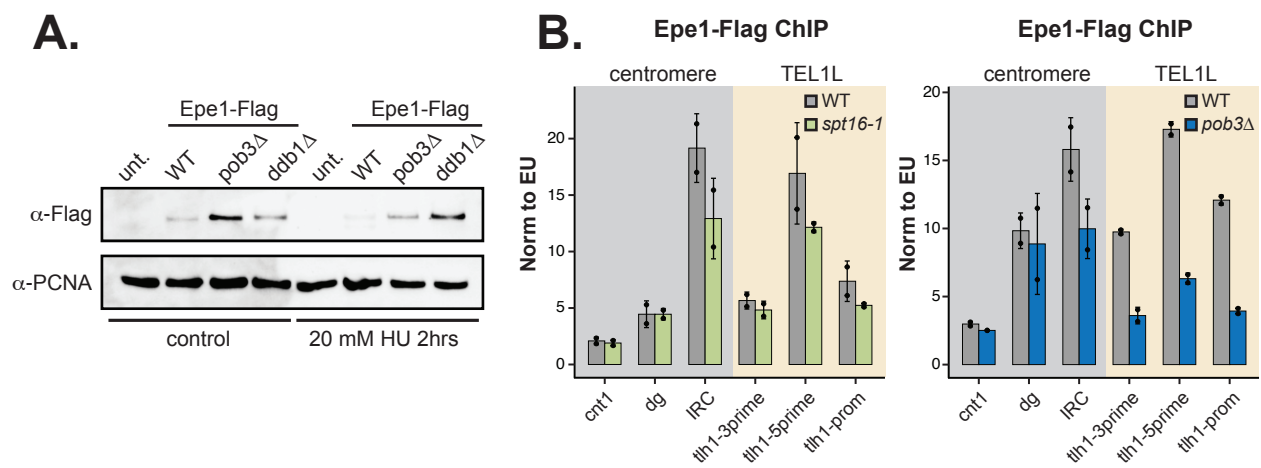 A.
Epe1-Flag
Epe1-Flag
unt.
WT
pob3Δ
ddb1Δ
unt.
WT
pob3Δ
ddb1Δ
α-Flag
α-PCNA
control
20 mM HU 2hrs
B.
Epe1-Flag ChIP
centromere
TEL1L
WT
spt16-1
Norm to EU
20
15
10
5
0
cnt1
dg
IRC
tlh1-3prime
tlh1-5prime
tlh1-prom
Epe1-Flag ChIP
centromere
TEL1L
WT
pob3Δ
Norm to EU
20
15
10
5
0
cnt1
dg
IRC
tlh1-3prime
tlh1-5prime
tlh1-prom